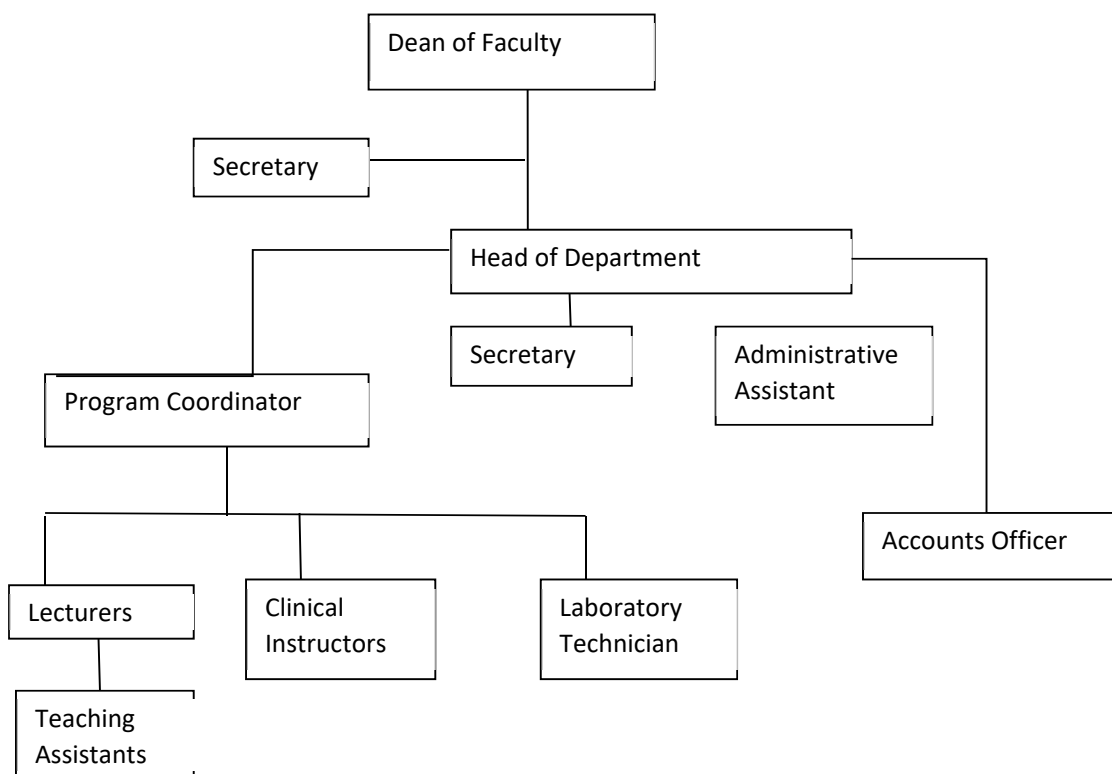 Dean of Faculty
Secretary
Head of Department
Secretary
Administrative
Assistant
Program Coordinator
Accounts Officer
Lecturers
Clinical
Instructors
Laboratory
Technician
Teaching
Assistants